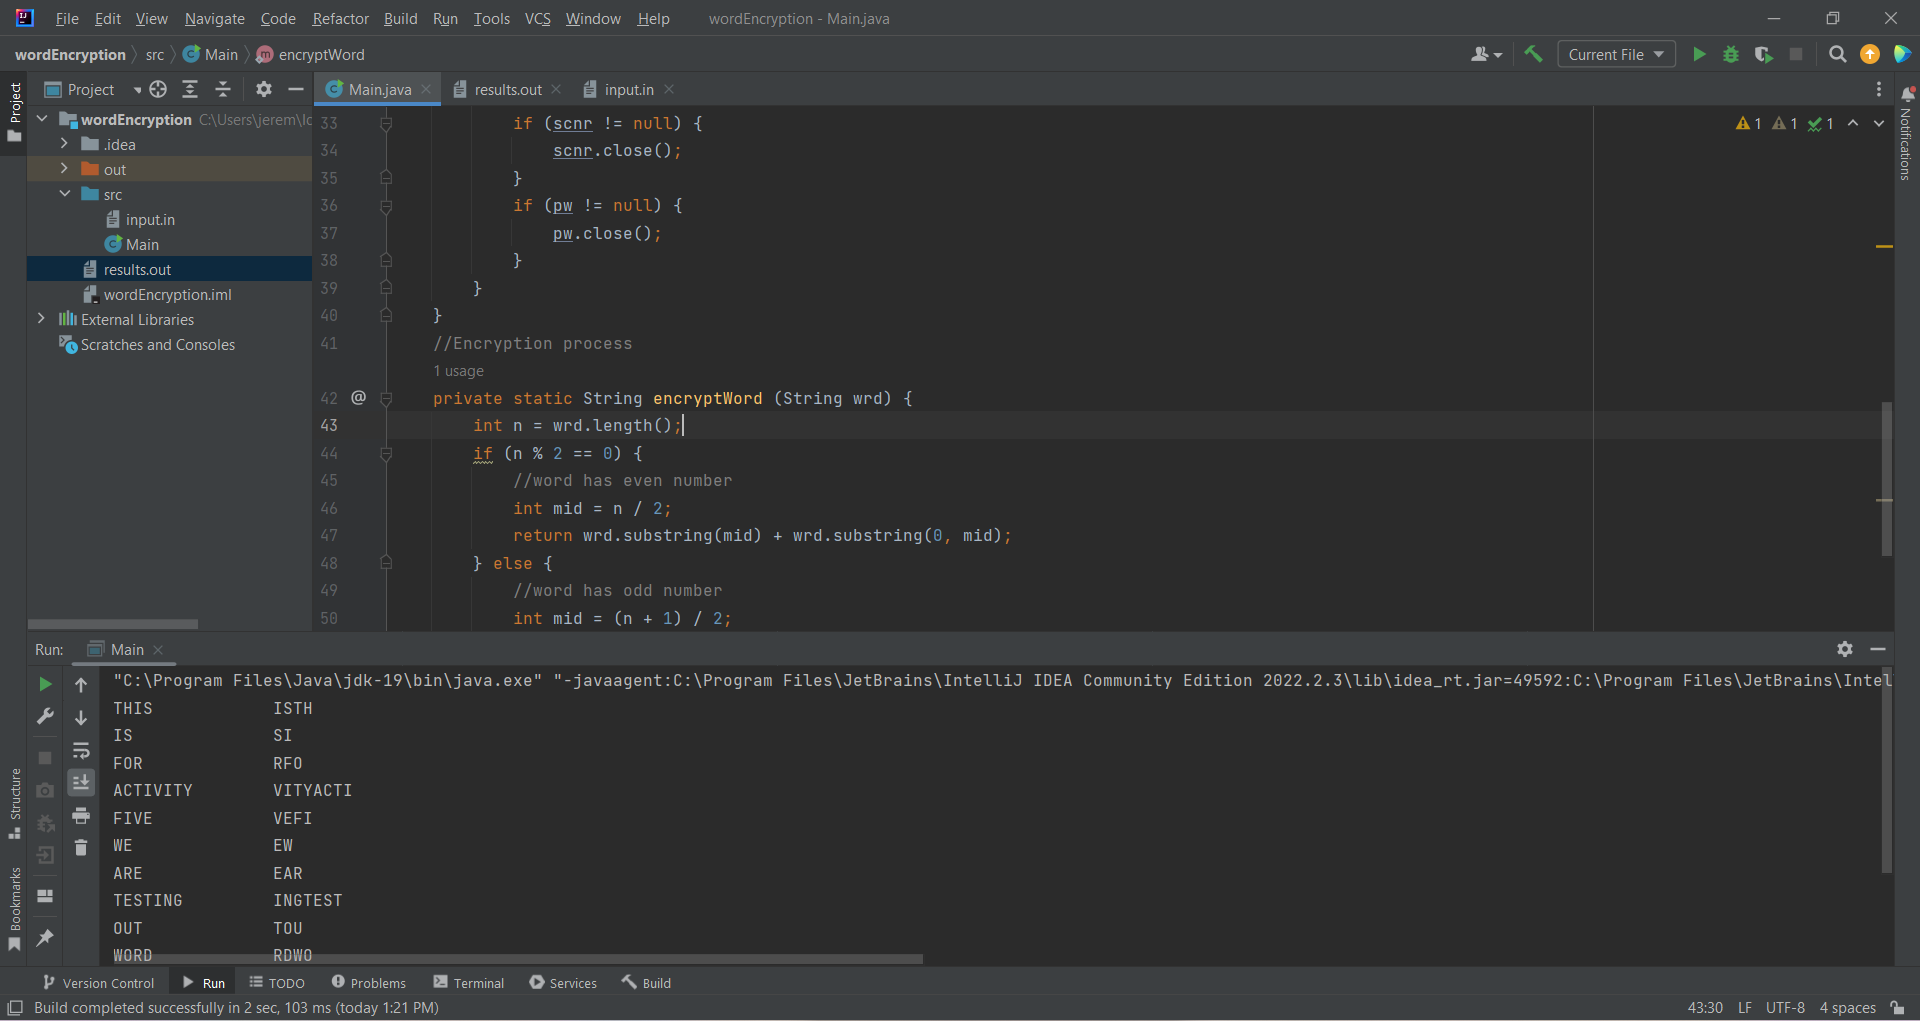 File Edit View Navigate Code Refactor Build Run Tools VCS Window Help wordEncryption - Main.java
wordEncryption src Main encryptWord Current File
Project
Project
wordEncryption C:\Users\jerem\Id
.idea
out
src
input.in
Main
results.out
wordEncryption.iml
External Libraries
Scratches and Consoles
Main.java results.out input.in
1 1 1
33 if (scnr != null) {
34 scnr.close();
35 }
36 if (pw != null) {
37 pw.close();
38 }
39 }
40 }
41 //Encryption process
1 usage
42 @ private static String encryptWord (String wrd) {
43 int n = wrd.length();
44 if (n % 2 == 0) {
45 //word has even number
46 int mid = n / 2;
47 return wrd.substring(mid) + wrd.substring(0, mid);
48 } else {
49 //word has odd number
50 int mid = (n + 1) / 2;
Notifications
Run: Main
"C:\Program Files\Java\jdk-19\bin\java.exe" "-javaagent:C:\Program Files\JetBrains\IntelliJ IDEA Community Edition 2022.2.3\lib\idea_rt.jar=49592:C:\Program Files\JetBrains\Intel
THIS ISTH
IS SI
FOR RFO
ACTIVITY VITYACTI
FIVE VEFI
WE EW
ARE EAR
TESTING INGTEST
OUT TOU
WORD RDWO
Structure
Bookmarks
Version Control Run TODO Problems Terminal Services Build
Build completed successfully in 2 sec, 103 ms (today 1:21 PM) 43:30 LF UTF-8 4 spaces